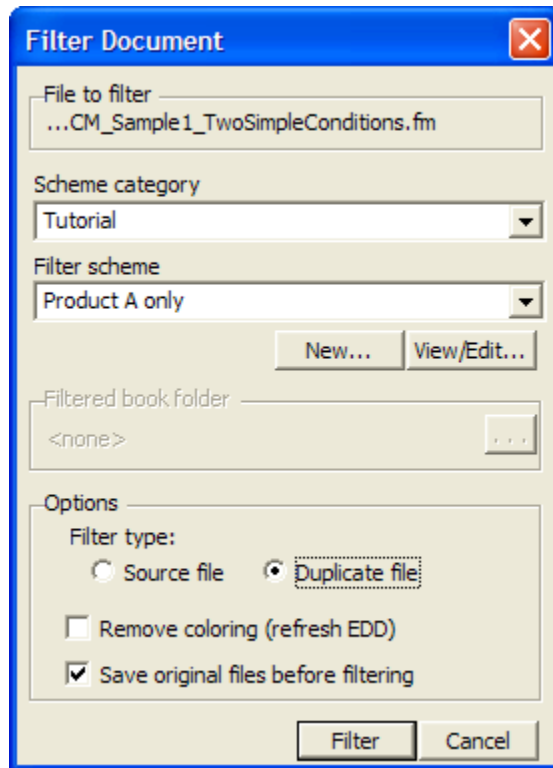 Filter Document
File to filter
...CM_Sample1_TwoSimpleConditions.fm
Scheme category
Tutorial
Filter scheme
Product A only
New... View/Edit...
Filtered book folder
<none> ...
Options
Filter type:
Source file Duplicate file
Remove coloring (refresh EDD)
Save original files before filtering
Filter Cancel